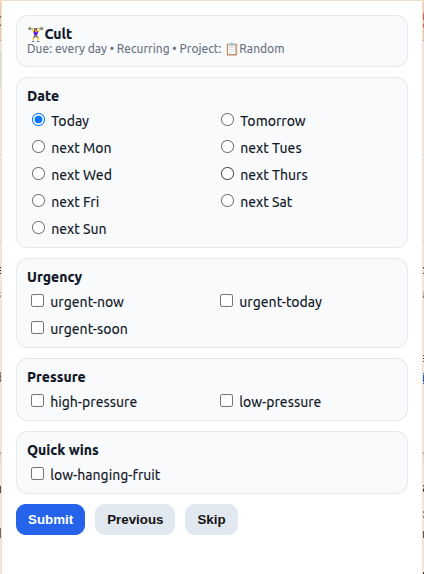 🏋️Cult
Due: every day • Recurring • Project: 📋Random
Date
Today
Tomorrow
next Mon
next Tues
next Wed
next Thurs
next Fri
next Sat
next Sun
Urgency
urgent-now
urgent-today
urgent-soon
Pressure
high-pressure
low-pressure
Quick wins
low-hanging-fruit
Submit
Previous
Skip